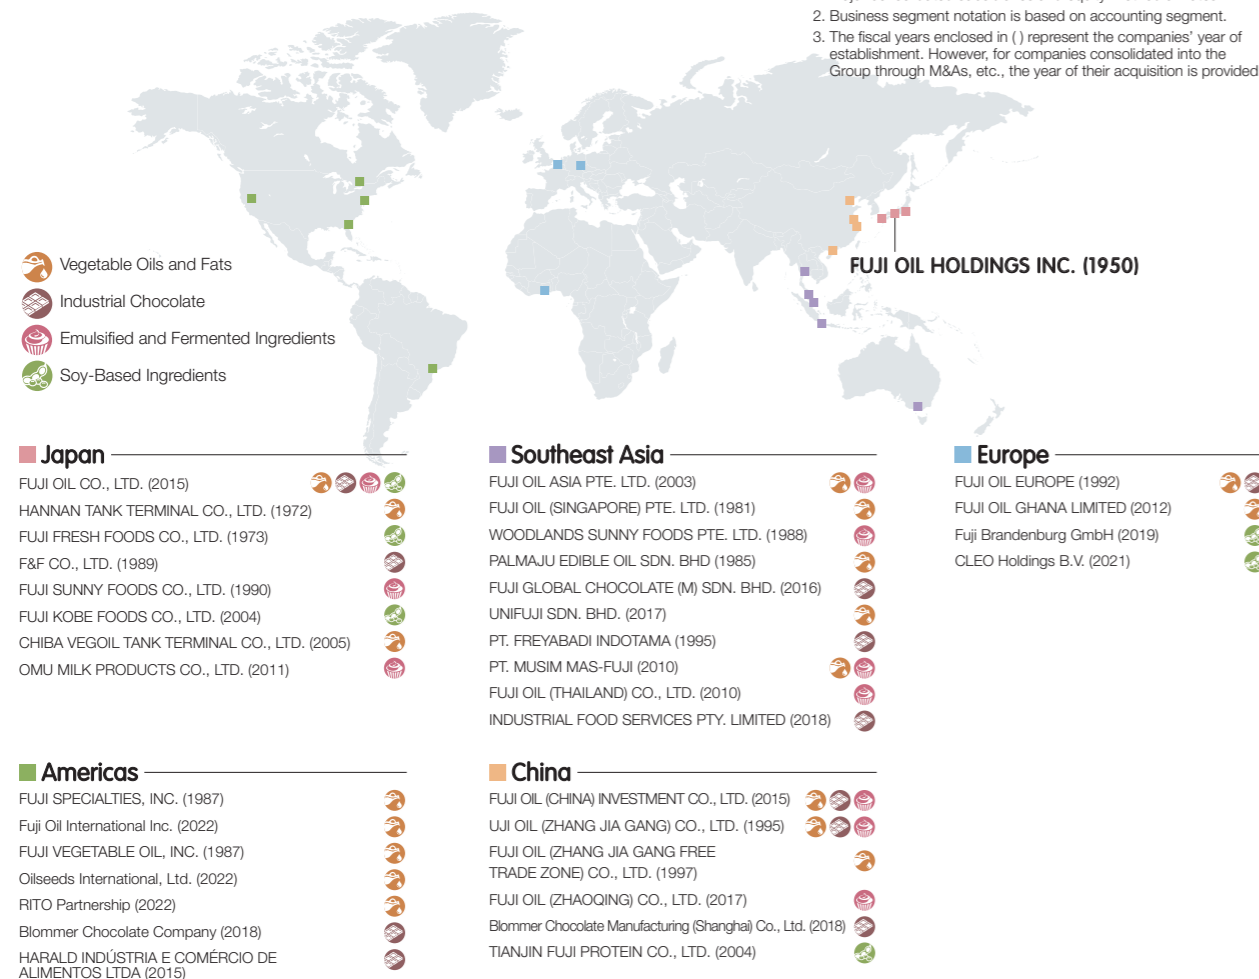 2. Business segment notation is based on accounting segment.
3. The fiscal years enclosed in ( ) represent the companies' year of
establishment. However, for companies consolidated into the
Group through M&As, etc., the year of their acquisition is provided
FUJI OIL HOLDINGS INC. (1950)
Vegetable Oils and Fats
Industrial Chocolate
Emulsified and Fermented Ingredients
Soy-Based Ingredients
Japan
FUJI OIL CO., LTD. (2015)
HANNAN TANK TERMINAL CO., LTD. (1972)
FUJI FRESH FOODS CO., LTD. (1973)
F&F CO., LTD. (1989)
FUJI SUNNY FOODS CO., LTD. (1990)
FUJI KOBE FOODS CO., LTD. (2004)
CHIBA VEGOIL TANK TERMINAL CO., LTD. (2005)
OMU MILK PRODUCTS CO., LTD. (2011)
Southeast Asia
FUJI OIL ASIA PTE. LTD. (2003)
FUJI OIL (SINGAPORE) PTE. LTD. (1981)
WOODLANDS SUNNY FOODS PTE. LTD. (1988)
PALMAJU EDIBLE OIL SDN. BHD (1985)
FUJI GLOBAL CHOCOLATE (M) SDN. BHD. (2016)
UNIFUJI SDN. BHD. (2017)
PT. FREYABADI INDOTAMA (1995)
PT. MUSIM MAS-FUJI (2010)
FUJI OIL (THAILAND) CO., LTD. (2010)
INDUSTRIAL FOOD SERVICES PTY. LIMITED (2018)
Europe
FUJI OIL EUROPE (1992)
FUJI OIL GHANA LIMITED (2012)
Fuji Brandenburg GmbH (2019)
CLEO Holdings B.V. (2021)
Americas
FUJI SPECIALTIES, INC. (1987)
Fuji Oil International Inc. (2022)
FUJI VEGETABLE OIL, INC. (1987)
Oilseeds International, Ltd. (2022)
RITO Partnership (2022)
Blommer Chocolate Company (2018)
HARALD INDÚSTRIA E COMÉRCIO DE
ALIMENTOS LTDA (2015)
China
FUJI OIL (CHINA) INVESTMENT CO., LTD. (2015)
UJI OIL (ZHANG JIA GANG) CO., LTD. (1995)
FUJI OIL (ZHANG JIA GANG FREE
TRADE ZONE) CO., LTD. (1997)
FUJI OIL (ZHAOQING) CO., LTD. (2017)
Blommer Chocolate Manufacturing (Shanghai) Co., Ltd. (2018)
TIANJIN FUJI PROTEIN CO., LTD. (2004)